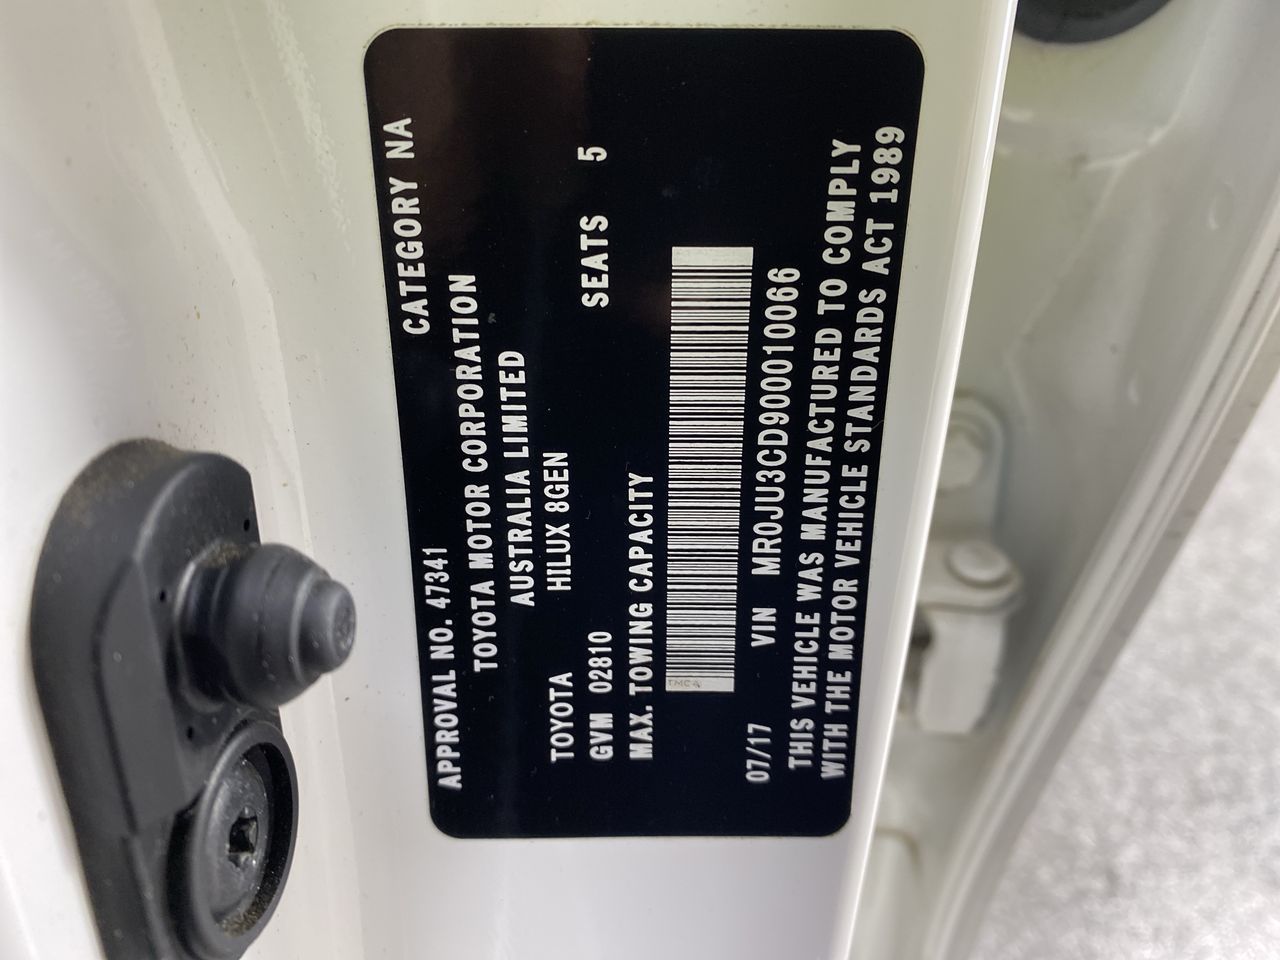 APPROVAL NO. 47341 CATEGORY NA
TOYOTA MOTOR CORPORATION
AUSTRALIA LIMITED
TOYOTA HILUX 8GEN
GVM 02810 SEATS 5
MAX. TOWING CAPACITY
TMCA
07/17 VIN MR0JU3CD900010066
THIS VEHICLE WAS MANUFACTURED TO COMPLY
WITH THE MOTOR VEHICLE STANDARDS ACT 1989